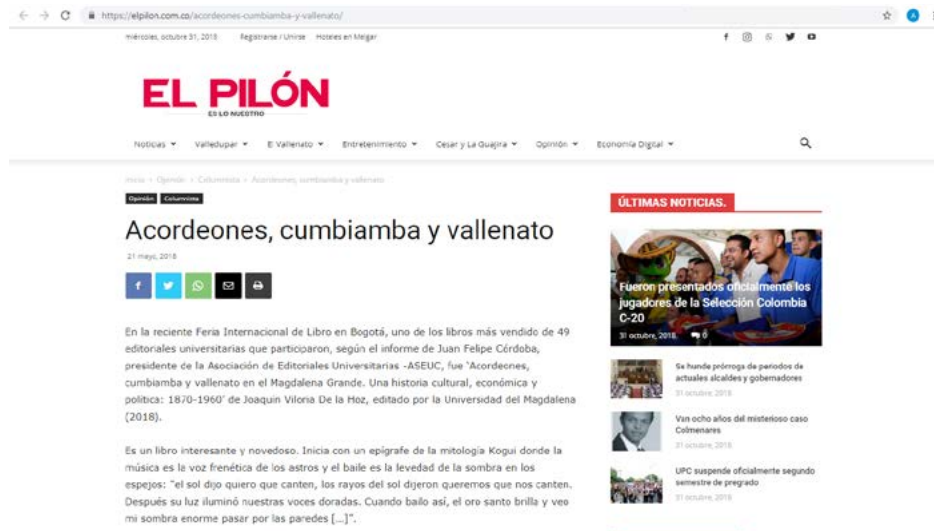 https://elpilon.com.co/acordeones-cumbiamba-y-vallenato/
miércoles, octubre 31, 2018 Registrarse / Unirse Hoteles en Melgar
EL PILÓN
ES LO NUESTRO
Noticias Valledupar El Vallenato Entretenimiento Cesar y La Guajira Opinión Economía Digital
Inicio > Opinión > Columnista > Acordeones, cumbiamba y vallenato
Opinión Columnista
Acordeones, cumbiamba y vallenato
21 mayo, 2018
En la reciente Feria Internacional de Libro en Bogotá, uno de los libros más vendido de 49
editoriales universitarias que participaron, según el informe de Juan Felipe Córdoba,
presidente de la Asociación de Editoriales Universitarias -ASEUC, fue 'Acordeones,
cumbiamba y vallenato en el Magdalena Grande. Una historia cultural, económica y
política: 1870-1960' de Joaquin Viloria De la Hoz, editado por la Universidad del Magdalena
(2018).
Es un libro interesante y novedoso. Inicia con un epígrafe de la mitología Kogui donde la
música es la voz frenética de los astros y el baile es la levedad de la sombra en los
espejos: "el sol dijo quiero que canten, los rayos del sol dijeron queremos que nos canten.
Después su luz iluminó nuestras voces doradas. Cuando bailo así, el oro santo brilla y veo
mi sombra enorme pasar por las paredes [...]".
ÚLTIMAS NOTICIAS.
Fueron presentados oficialmente los
jugadores de la Selección Colombia
C-20
31 octubre, 2018 0
Se hunde prórroga de periodos de
actuales alcaldes y gobernadores
31 octubre, 2018
Van ocho años del misterioso caso
Colmenares
31 octubre, 2018
UPC suspende oficialmente segundo
semestre de pregrado
31 octubre, 2018